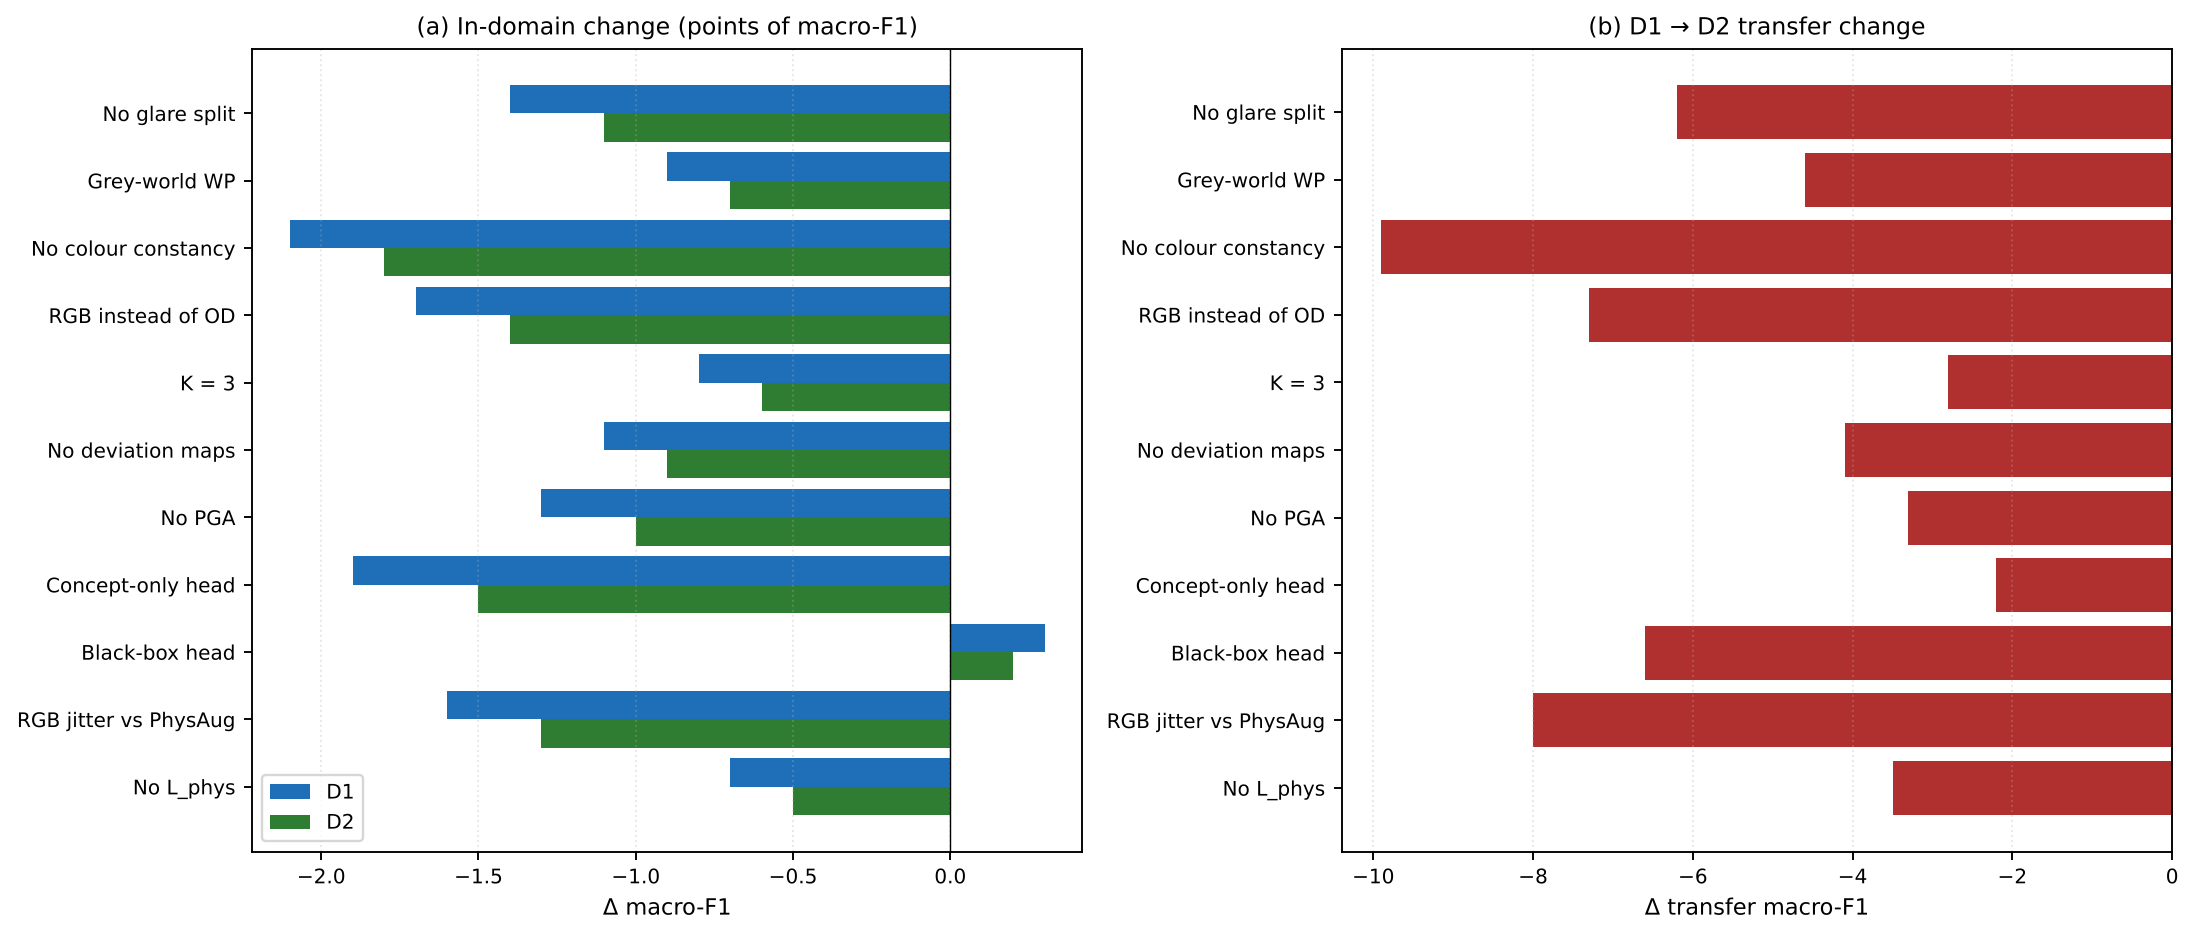 (a) In-domain change (points of macro-F1)
No glare split
Grey-world WP
No colour constancy
RGB instead of OD
K = 3
No deviation maps
No PGA
Concept-only head
Black-box head
RGB jitter vs PhysAug
No L_phys
D1
D2
−2.0 −1.5 −1.0 −0.5 0.0
Δ macro-F1
(b) D1 → D2 transfer change
No glare split
Grey-world WP
No colour constancy
RGB instead of OD
K = 3
No deviation maps
No PGA
Concept-only head
Black-box head
RGB jitter vs PhysAug
No L_phys
−10 −8 −6 −4 −2 0
Δ transfer macro-F1